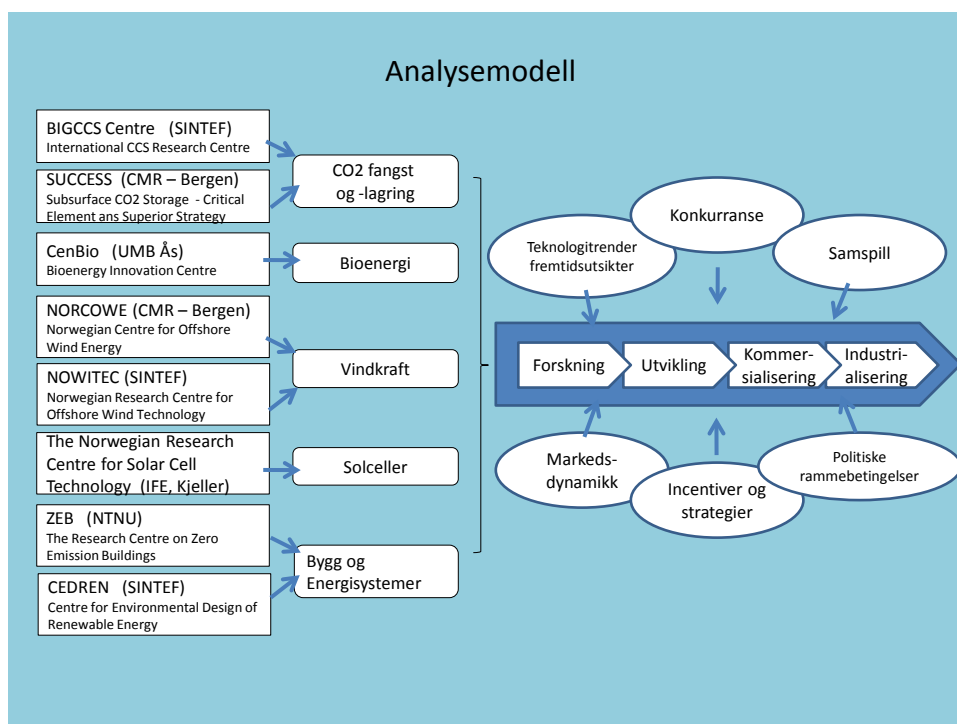 Analysemodell
BIGCCS Centre (SINTEF)
International CCS Research Centre
SUCCESS (CMR – Bergen)
Subsurface CO2 Storage - Critical
Element ans Superior Strategy
CenBio (UMB Ås)
Bioenergy Innovation Centre
NORCOWE (CMR – Bergen)
Norwegian Centre for Offshore
Wind Energy
NOWITEC (SINTEF)
Norwegian Research Centre for
Offshore Wind Technology
The Norwegian Research
Centre for Solar Cell
Technology (IFE, Kjeller)
ZEB (NTNU)
The Research Centre on Zero
Emission Buildings
CEDREN (SINTEF)
Centre for Environmental Design of
Renewable Energy
CO2 fangst
og -lagring
Bioenergi
Vindkraft
Solceller
Bygg og
Energisystemer
Teknologitrender
fremtidsutsikter
Konkurranse
Samspill
Forskning
Utvikling
Kommer-
sialisering
Industri-
alisering
Markeds-
dynamikk
Incentiver og
strategier
Politiske
rammebetingelser